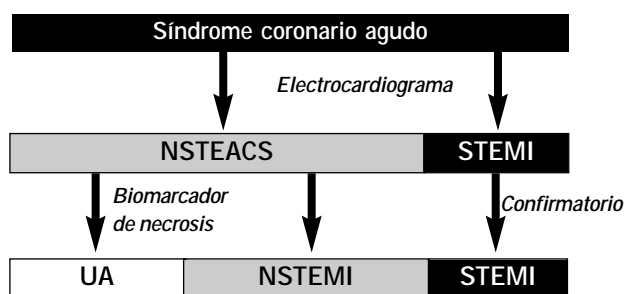 Síndrome coronario agudo
Electrocardiograma
NSTEACS
STEMI
Biomarcador
de necrosis
Confirmatorio
UA
NSTEMI
STEMI